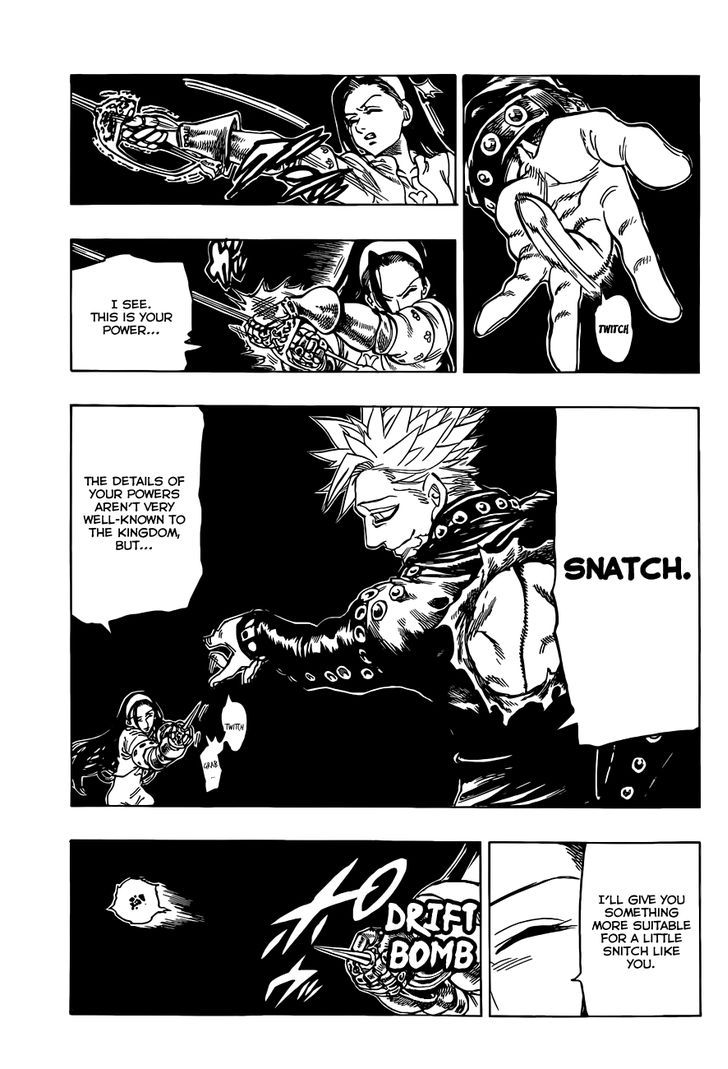 TWITCH
I SEE.
THIS IS YOUR
POWER...
SNATCH.
THE DETAILS OF
YOUR POWERS
AREN'T VERY
WELL-KNOWN TO
THE KINGDOM,
BUT...
TWITCH
GRAB
...
I'LL GIVE YOU
SOMETHING
MORE SUITABLE
FOR A LITTLE
SNITCH LIKE
YOU.
DRIFT
BOMB